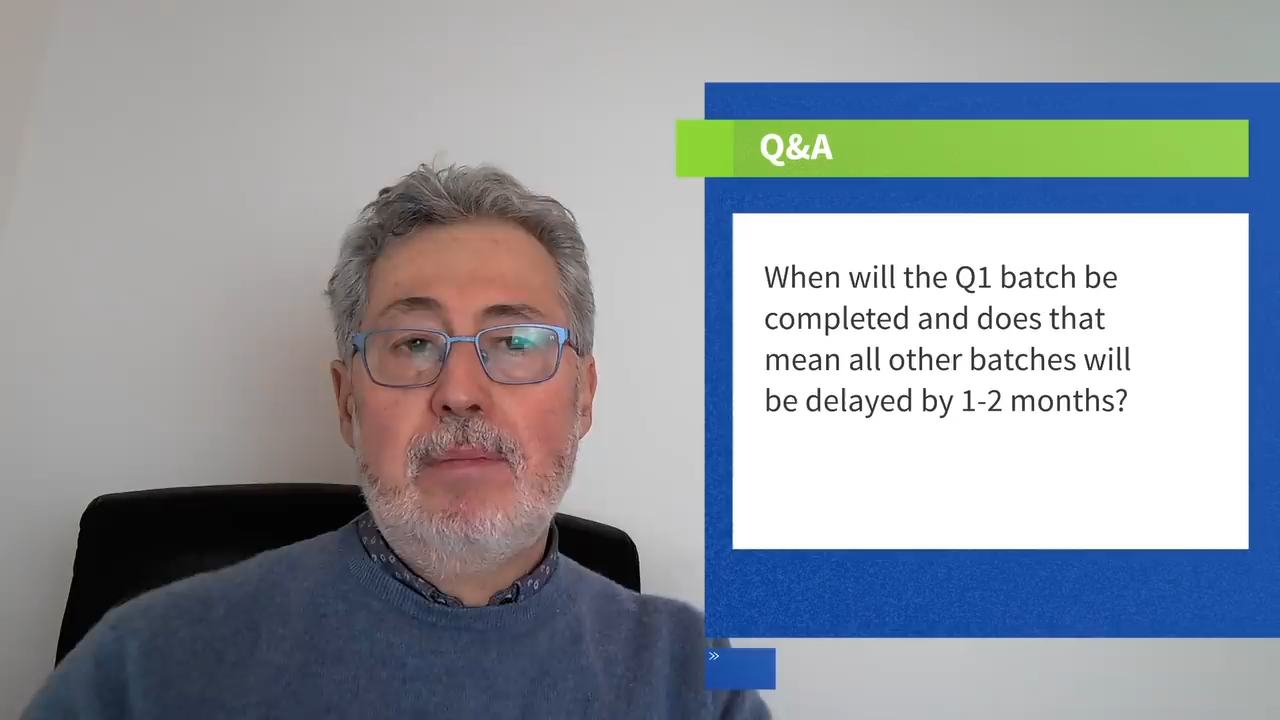 Q&A
When will the Q1 batch be
completed and does that
mean all other batches will
be delayed by 1-2 months?
»